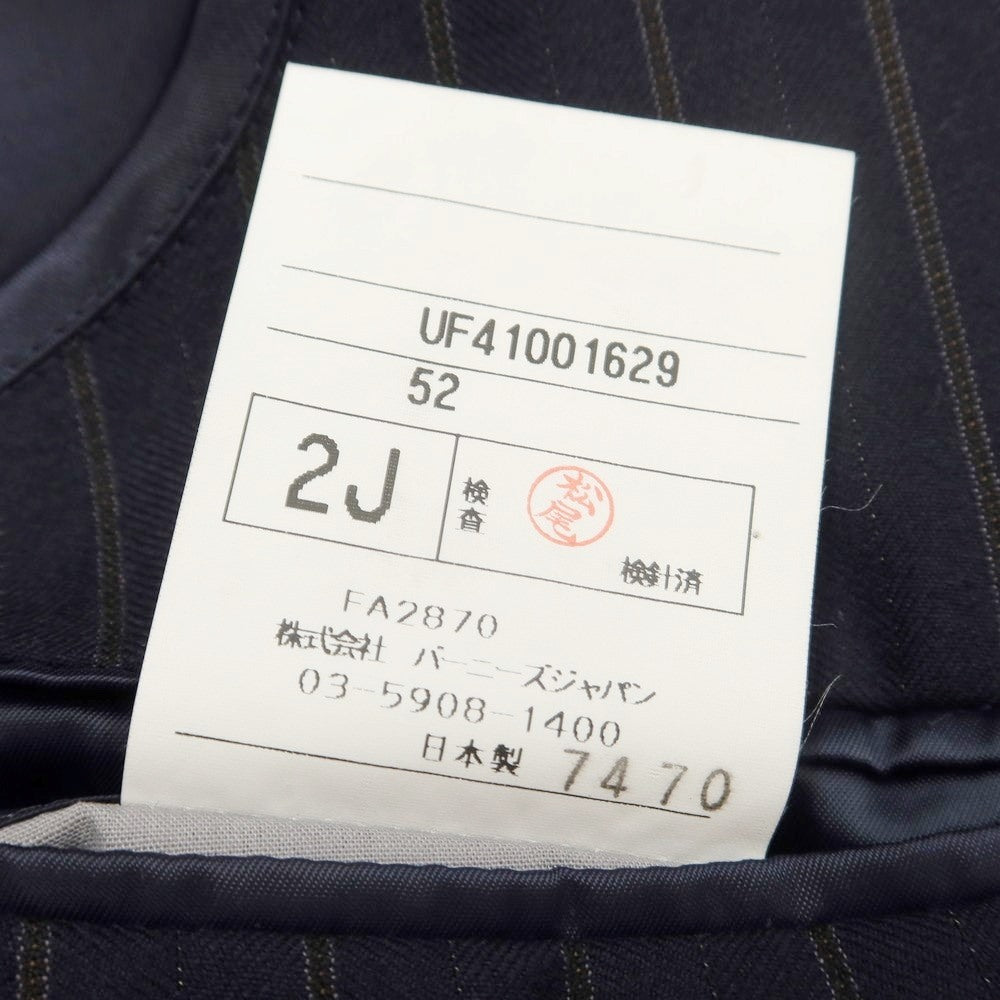 UF41001629
52
2J
検査
松尾
検針済
FA2870
株式会社 バーニーズジャパン
03-5908-1400
日本製 7470